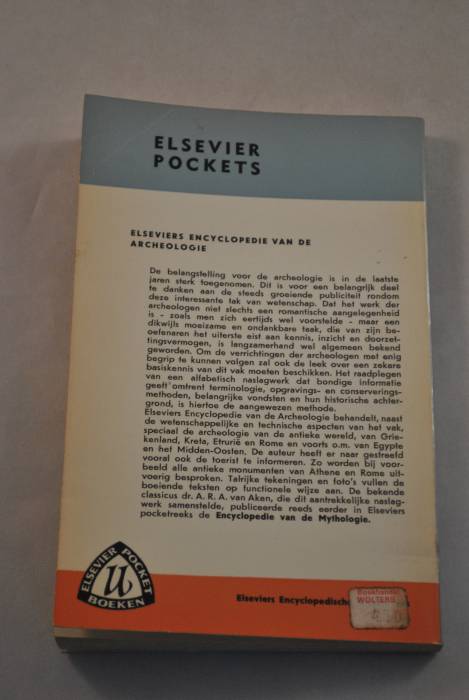 ELSEVIER
POCKETS
ELSEVIERS ENCYCLOPEDIE VAN DE
ARCHEOLOGIE
De belangstelling voor de archeologie is in de laatste
jaren sterk toegenomen. Dit is voor een belangrijk deel
te danken aan de steeds groeiende publiciteit rondom
deze interessante tak van wetenschap. Dat het werk der
archeologen niet slechts een romantische aangelegenheid
is - zoals men zich eertijds wel voorstelde - maar een
dikwijls moeizame en ondankbare taak, die van zijn be-
oefenaren het uiterste eist aan kennis, inzicht en doorzet-
tingsvermogen, is langzamerhand wel algemeen bekend
geworden. Om de verrichtingen der archeologen met enig
begrip te kunnen volgen zal ook de leek over een zekere
basiskennis van dit vak moeten beschikken. Het raadplegen
van een alfabetisch naslagwerk dat bondige informatie
geeft omtrent terminologie, opgravings- en conserverings-
methoden, belangrijke vondsten en hun historische achter-
grond, is hiertoe de aangewezen methode.
Elseviers Encyclopedie van de Archeologie behandelt, naast
de wetenschappelijke en technische aspecten van het vak,
speciaal de archeologie van de antieke wereld, van Grie-
kenland, Kreta, Etrurië en Rome en voorts o.m. van Egypte
en het Midden-Oosten. De auteur heeft er naar gestreefd
vooral ook de toerist te informeren. Zo worden bij voor-
beeld alle antieke monumenten van Athene en Rome uit-
voerig besproken. Talrijke tekeningen en foto's vullen de
boeiende teksten op functionele wijze aan. De bekende
classicus dr. A. R. A. van Aken, die dit aantrekkelijke naslag-
werk samenstelde, publiceerde reeds eerder in Elseviers
pocketreeks de Encyclopedie van de Mythologie.
ELSEVIER POCKET
U
BOEKEN
Elseviers Encyclopedisch
Boekhandel
WOLTERS